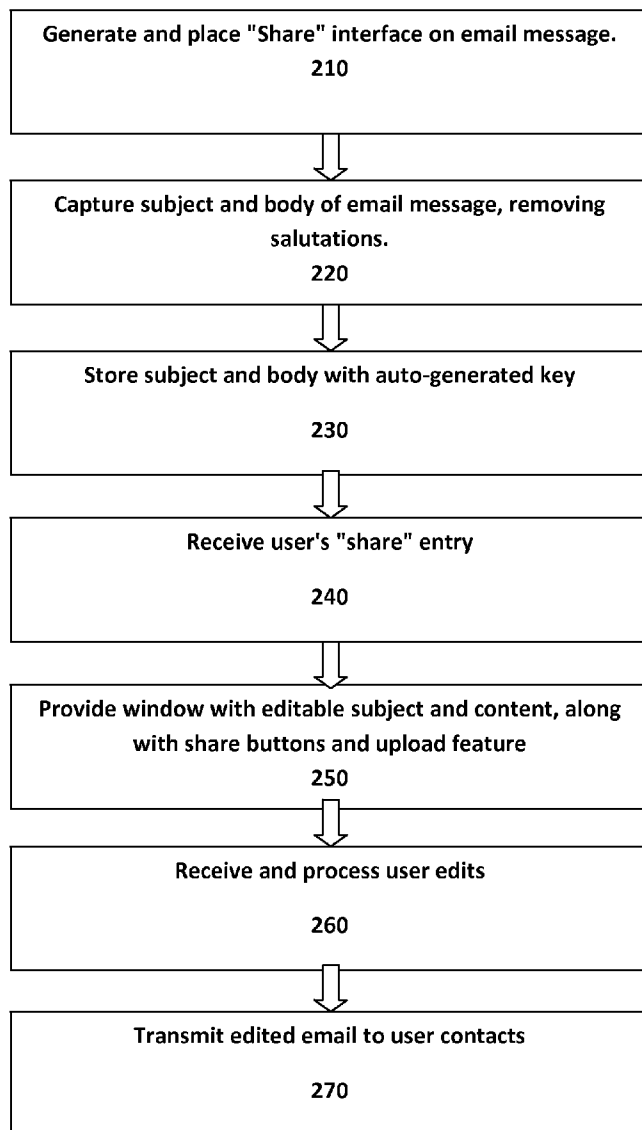 Generate and place "Share" interface on email message.
210
Capture subject and body of email message, removing
salutations.
220
Store subject and body with auto-generated key
230
Receive user's "share" entry
240
Provide window with editable subject and content, along
with share buttons and upload feature
250
Receive and process user edits
260
Transmit edited email to user contacts
270